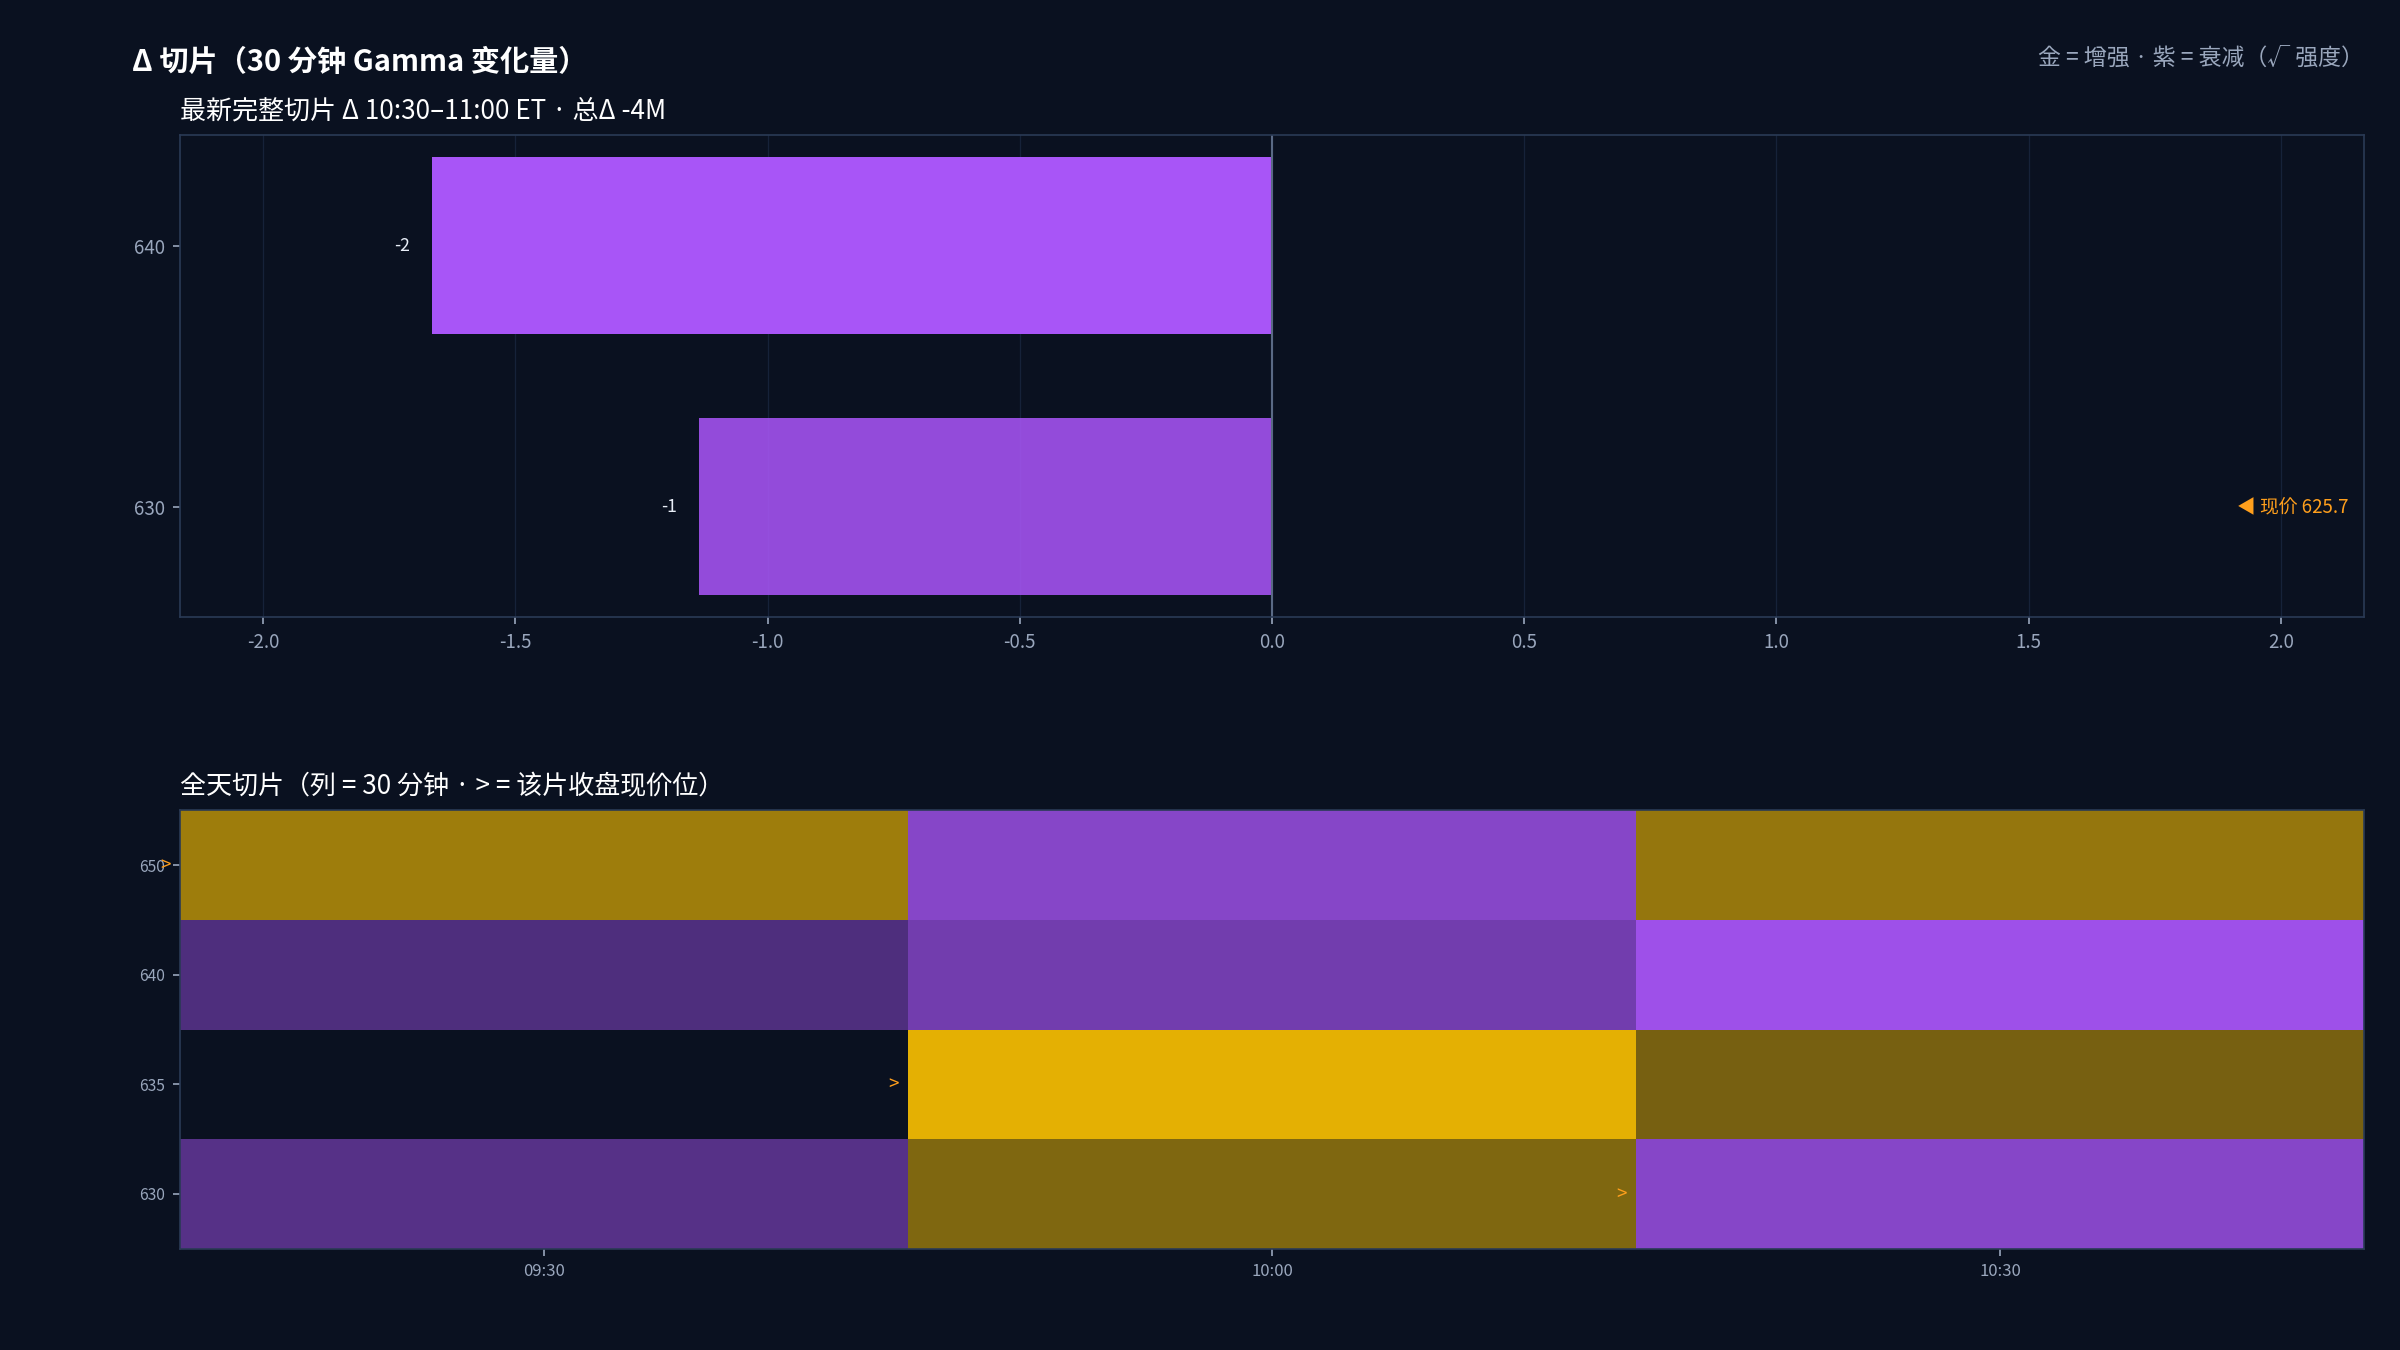 Δ 切片（30 分钟 Gamma 变化量）
金 = 增强 · 紫 = 衰减（√ 强度）
最新完整切片 Δ 10:30–11:00 ET · 总Δ -4M
640
-2
630
-1
◀ 现价 625.7
-2.0 -1.5 -1.0 -0.5 0.0 0.5 1.0 1.5 2.0
全天切片（列 = 30 分钟 · > = 该片收盘现价位）
650 >
640
635 >
630 >
09:30 10:00 10:30